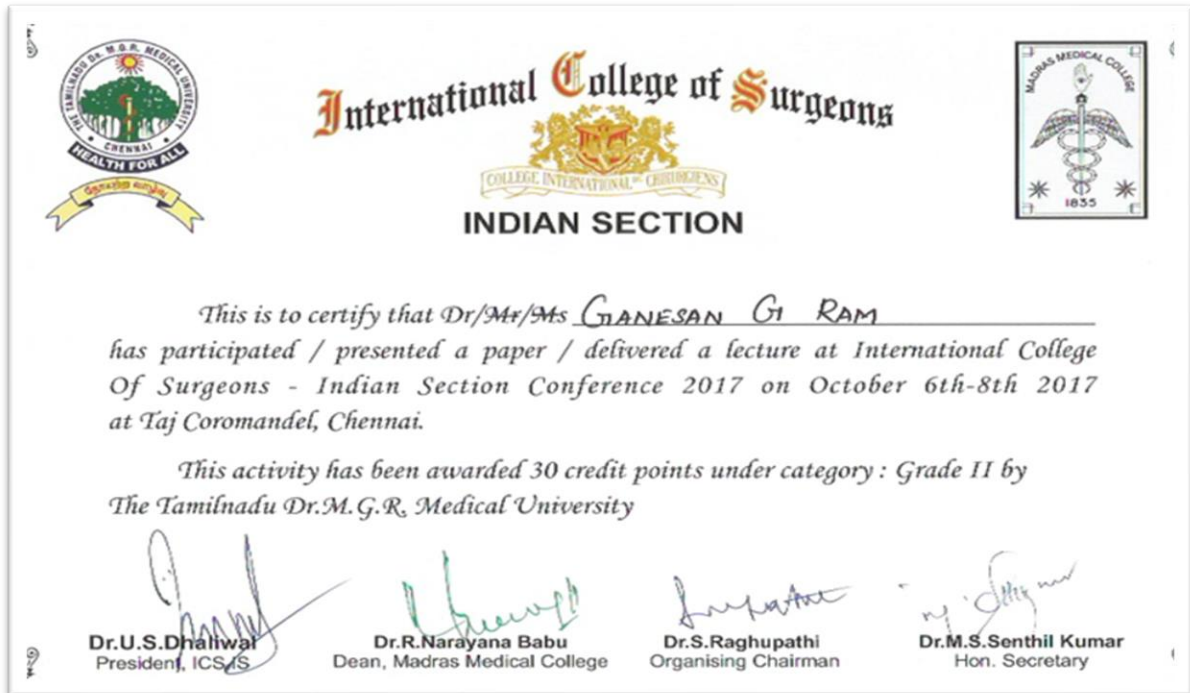 THE TAMILNADU Dr. M.G.R. MEDICAL UNIVERSITY
CHENNAI
HEALTH FOR ALL
நோயற்ற வாழ்வு
International College of Surgeons
COLLEGE INTERNATIONAL DE CHIRURGIENS
INDIAN SECTION
MADRAS MEDICAL COLLEGE
1835
This is to certify that Dr/Mr/Ms GANESAN G RAM
has participated / presented a paper / delivered a lecture at International College
Of Surgeons - Indian Section Conference 2017 on October 6th-8th 2017
at Taj Coromandel, Chennai.
This activity has been awarded 30 credit points under category : Grade II by
The Tamilnadu Dr.M.G.R. Medical University
Dr.U.S.Dhaliwal
President, ICS-IS
Dr.R.Narayana Babu
Dean, Madras Medical College
Dr.S.Raghupathi
Organising Chairman
Dr.M.S.Senthil Kumar
Hon. Secretary